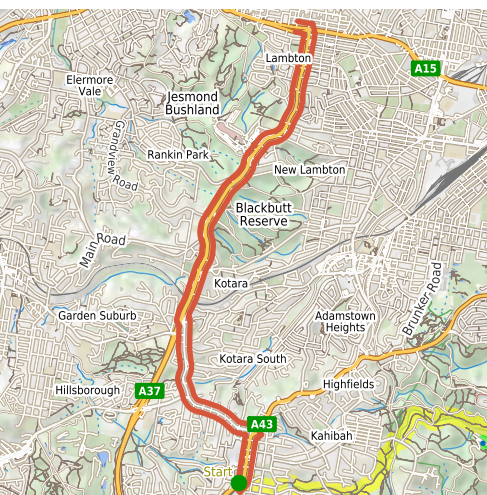 Lambton
A15
Elermore
Vale
Jesmond
Bushland
Grandview
Road
Rankin Park
New Lambton
Blackbutt
Reserve
Main Road
Kotara
Garden Suburb
Adamstown
Heights
Brunker Road
Kotara South
Hillsborough
A37
Highfields
A43
Kahibah
Start